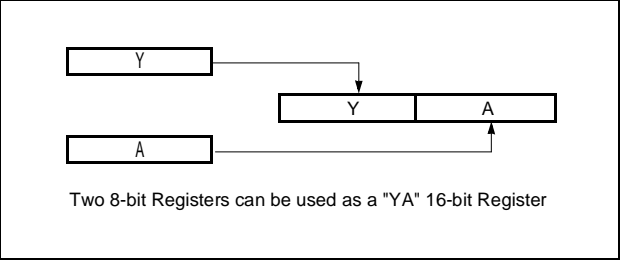 Y
Y A
A
Two 8-bit Registers can be used as a "YA" 16-bit Register